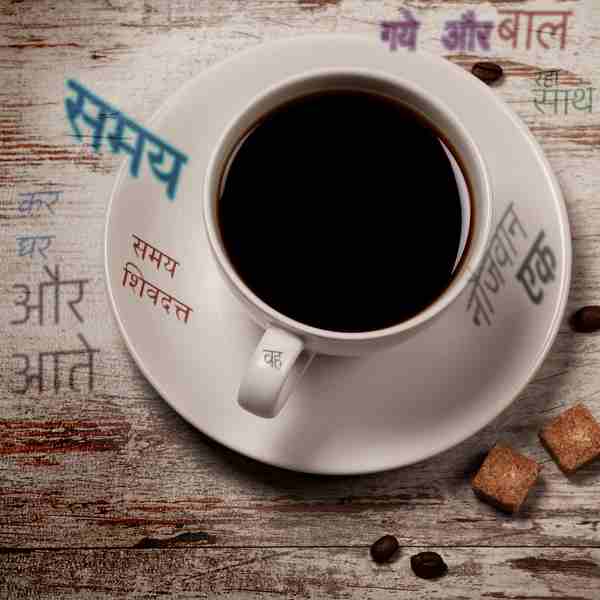 गये और बाल
रहा
साथ
समय
कर
घर
और
आते
समय
शिवदत्त
वह
नौजवान
एक